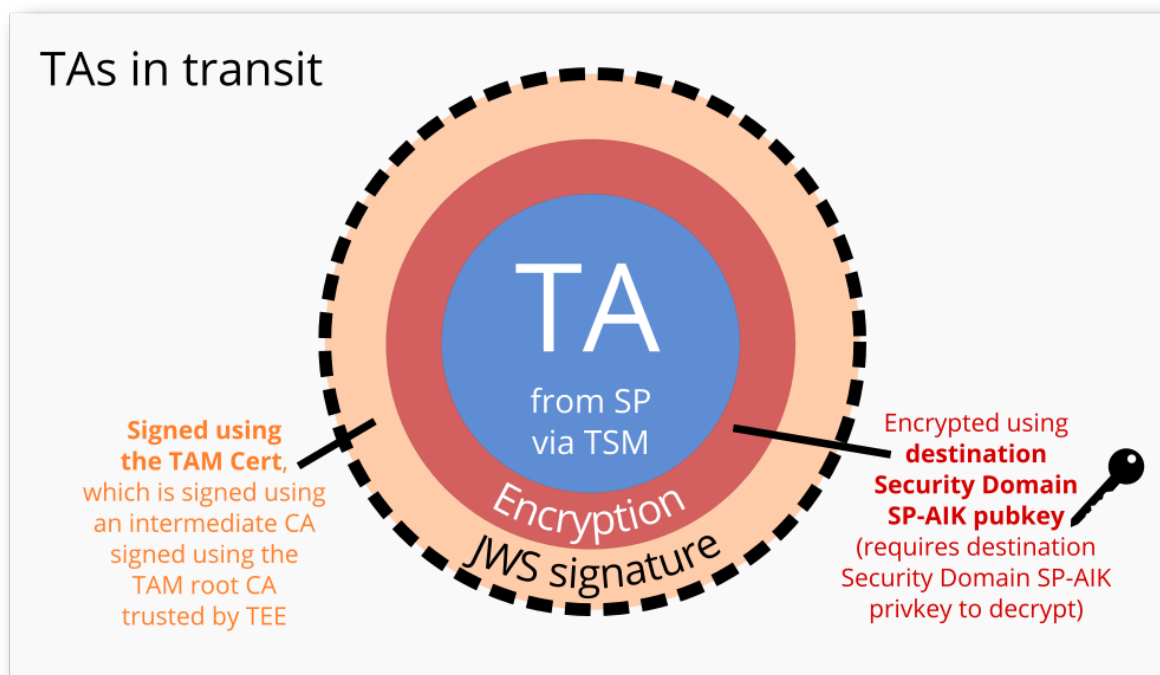 TAs in transit
TA
from SP
via TSM
Encryption
JWS signature
Signed using
the TAM Cert,
which is signed using
an intermediate CA
signed using the
TAM root CA
trusted by TEE
Encrypted using
destination
Security Domain
SP-AIK pubkey
(requires destination
Security Domain SP-AIK
privkey to decrypt)